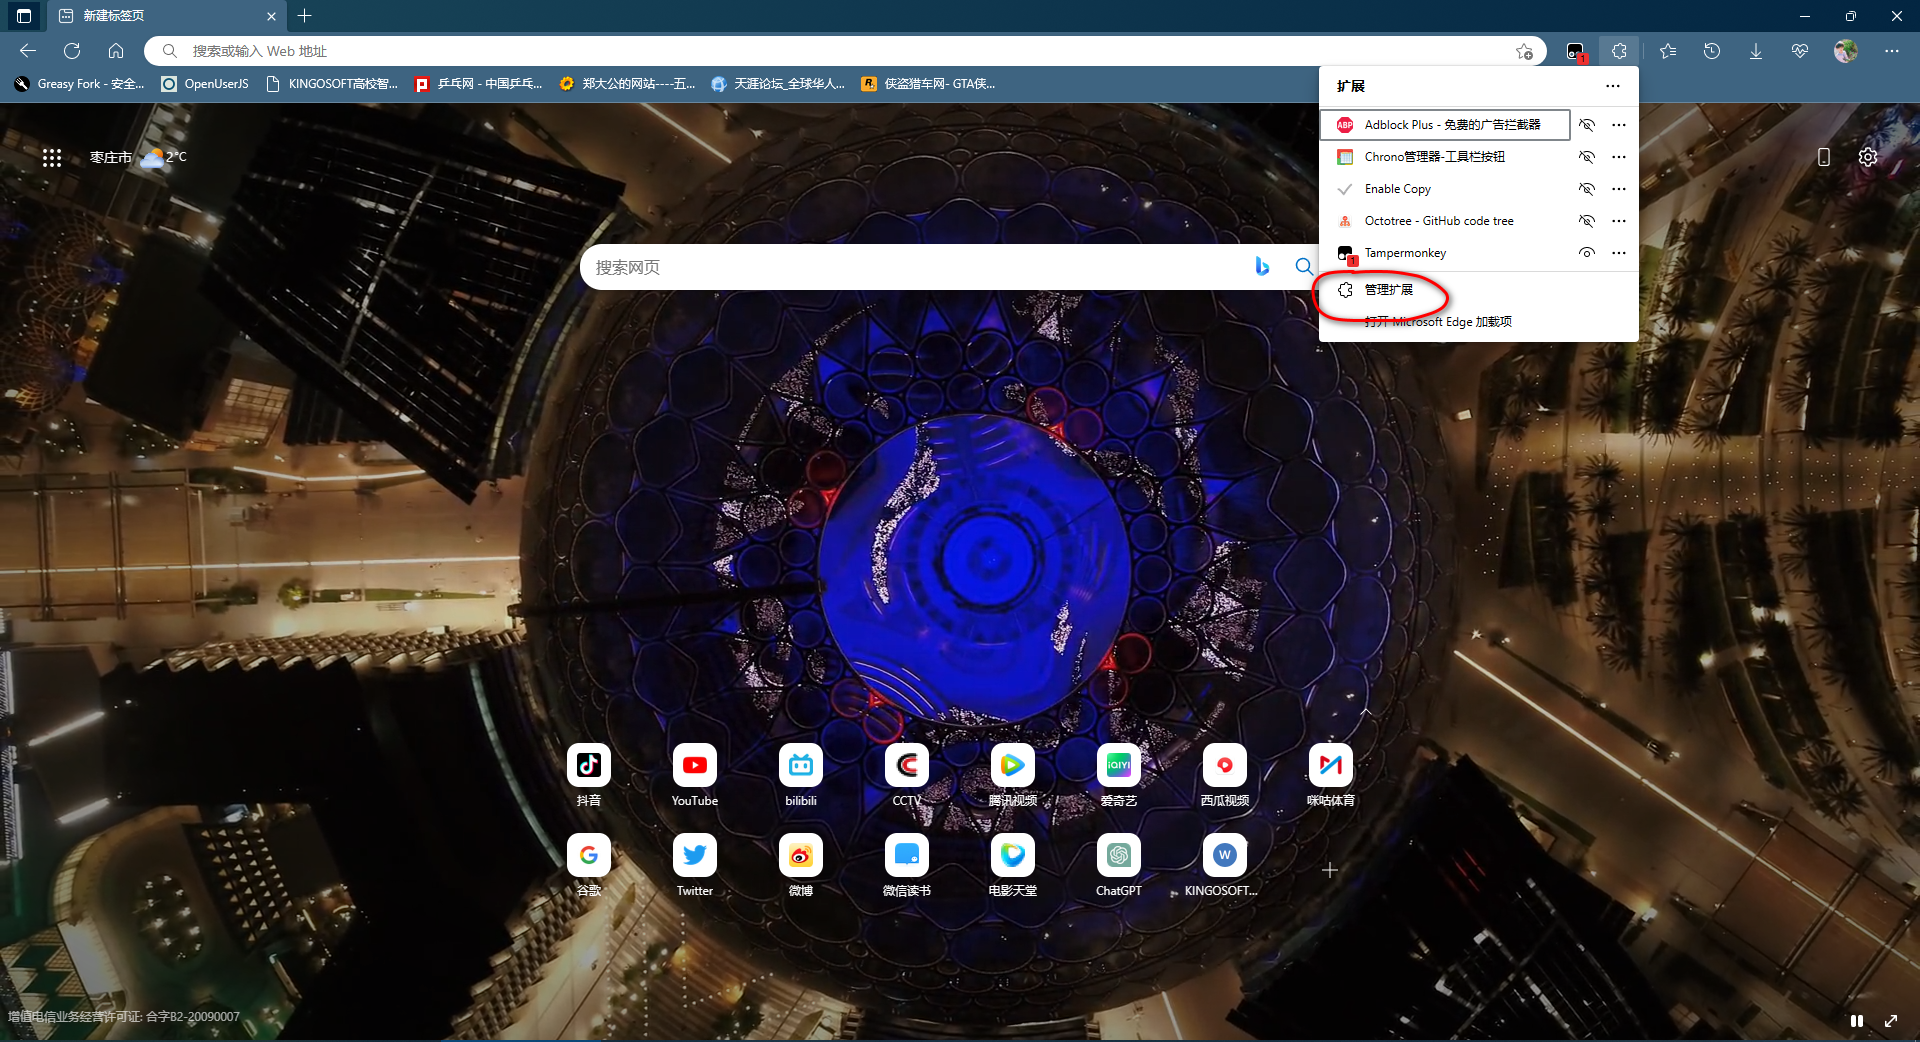 新建标签页
搜索或输入 Web 地址
1
Greasy Fork - 安全...
OpenUserJS
KINGOSOFT高校智...
乒乓网 - 中国乒乓...
郑大公的网站----五...
天涯论坛_全球华人...
侠盗猎车网- GTA侠...
扩展
ABP
Adblock Plus - 免费的广告拦截器
Chrono管理器-工具栏按钮
Enable Copy
Octotree - GitHub code tree
1
Tampermonkey
管理扩展
打开 Microsoft Edge 加载项
枣庄市
2°C
搜索网页
抖音
YouTube
bilibili
CCTV
腾讯视频
iQIYI
爱奇艺
西瓜视频
咪咕体育
谷歌
Twitter
微博
微信读书
电影天堂
ChatGPT
W
KINGOSOFT...
增值电信业务经营许可证: 合字B2-20090007